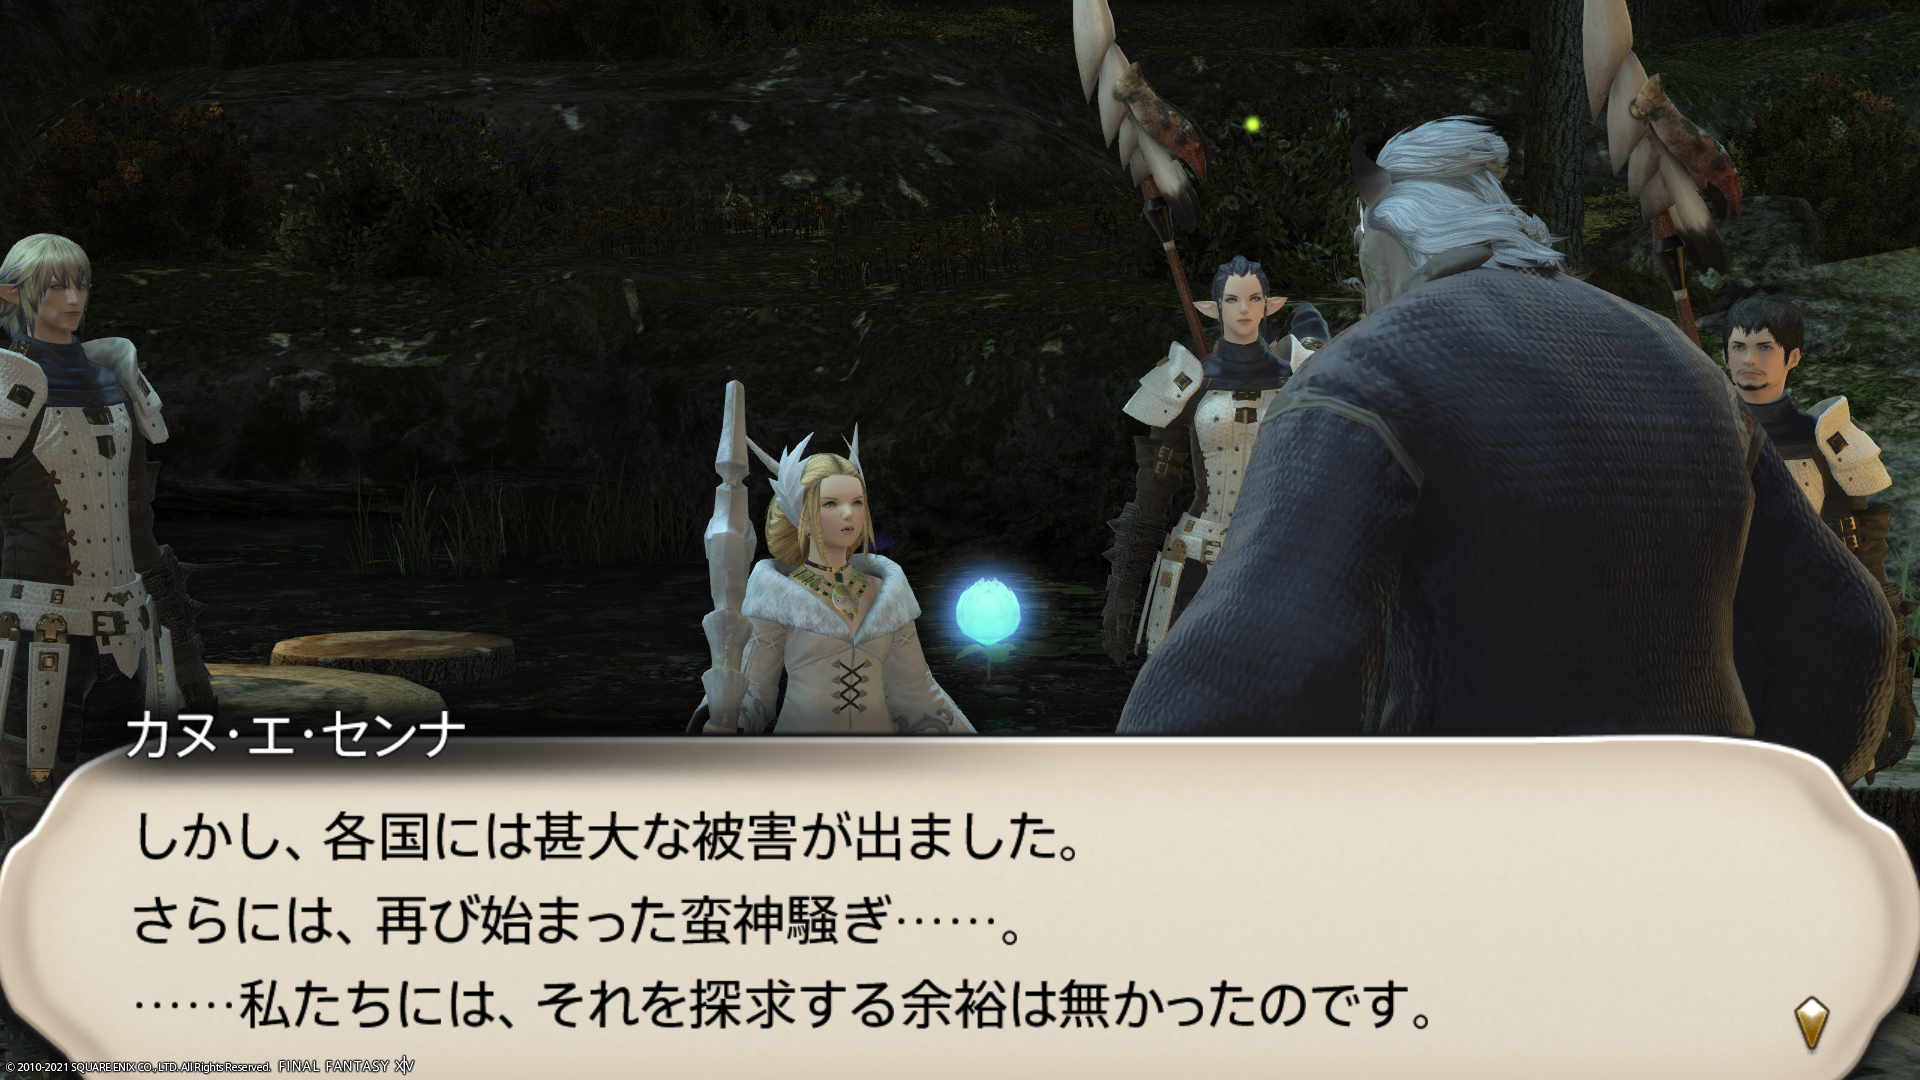 カヌ・エ・センナ
しかし、各国には甚大な被害が出ました。
さらには、再び始まった蛮神騒ぎ……。
……私たちには、それを探求する余裕は無かったのです。
© 2010-2021 SQUARE ENIX CO., LTD. All Rights Reserved. FINAL FANTASY XIV